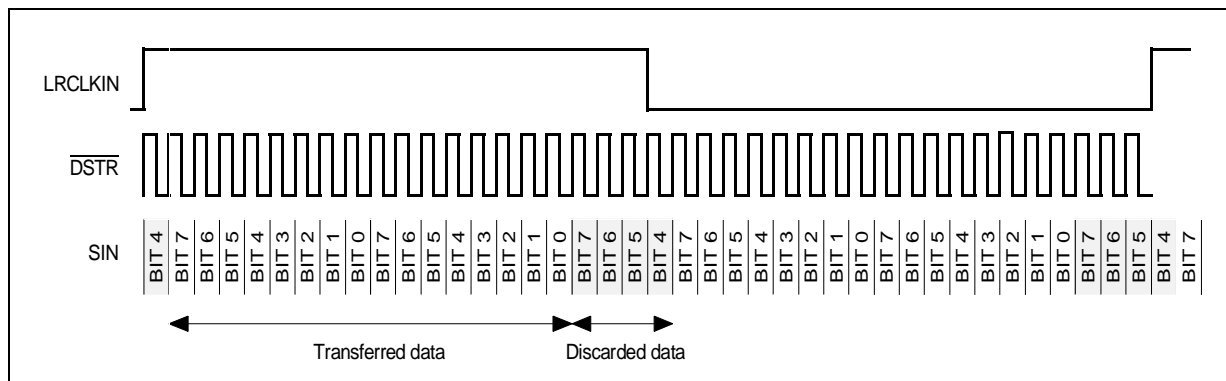 LRCLKIN
DSTR
SIN BIT 4 BIT 7 BIT 6 BIT 5 BIT 4 BIT 3 BIT 2 BIT 1 BIT 0 BIT 7 BIT 6 BIT 5 BIT 4 BIT 3 BIT 2 BIT 1 BIT 0 BIT 7 BIT 6 BIT 5 BIT 4 BIT 7 BIT 6 BIT 5 BIT 4 BIT 3 BIT 2 BIT 1 BIT 0 BIT 7 BIT 6 BIT 5 BIT 4 BIT 3 BIT 2 BIT 1 BIT 0 BIT 7 BIT 6 BIT 5 BIT 4 BIT 7
Transferred data Discarded data